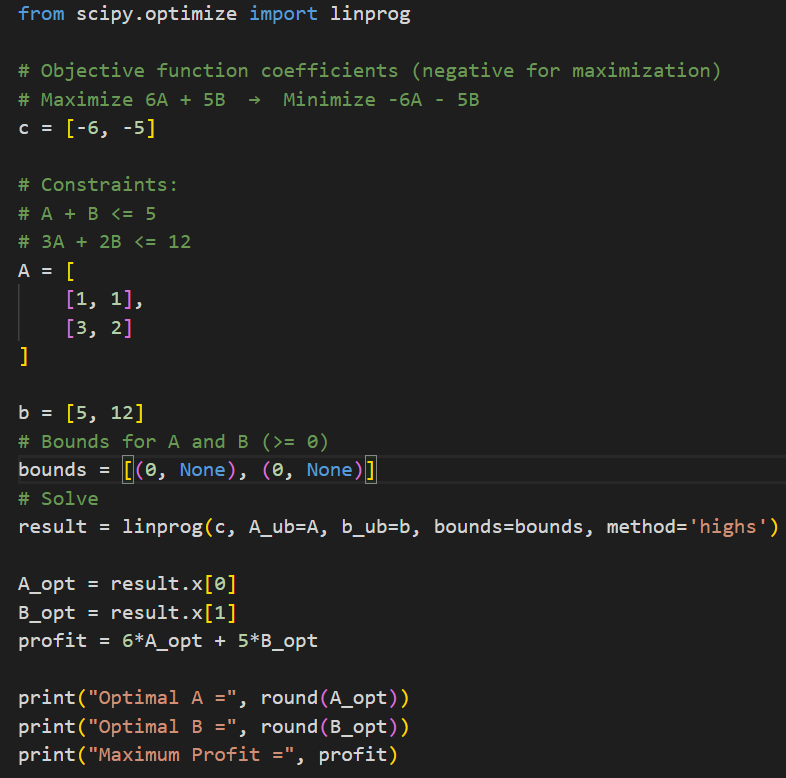 from scipy.optimize import linprog
# Objective function coefficients (negative for maximization)
# Maximize 6A + 5B  →  Minimize -6A - 5B
c = [-6, -5]
# Constraints:
# A + B <= 5
# 3A + 2B <= 12
A = [
    [1, 1],
    [3, 2]
]
b = [5, 12]
# Bounds for A and B (>= 0)
bounds = [(0, None), (0, None)]
# Solve
result = linprog(c, A_ub=A, b_ub=b, bounds=bounds, method='highs')
A_opt = result.x[0]
B_opt = result.x[1]
profit = 6*A_opt + 5*B_opt
print("Optimal A =", round(A_opt))
print("Optimal B =", round(B_opt))
print("Maximum Profit =", profit)